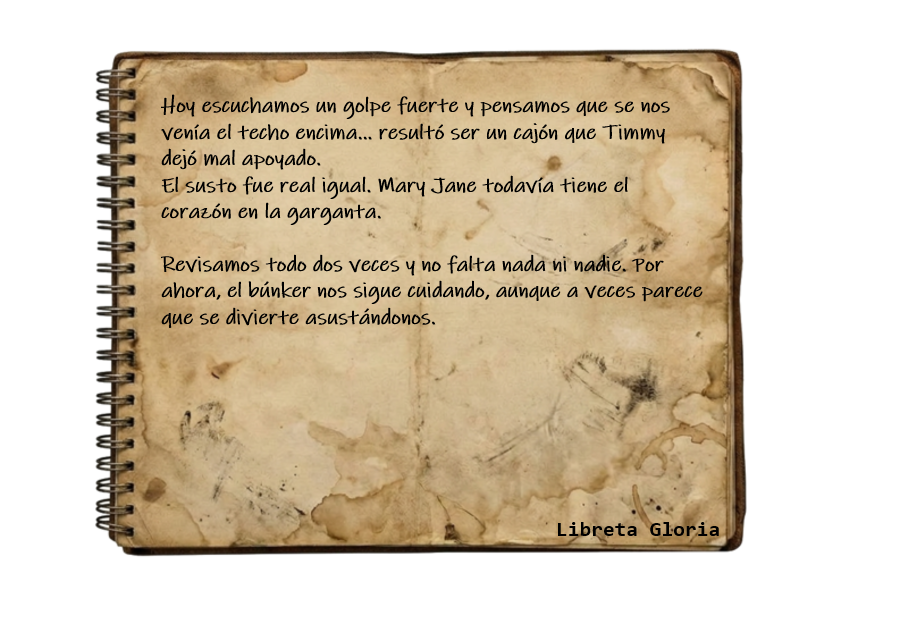 Hoy escuchamos un golpe fuerte y pensamos que se nos
venía el techo encima... resultó ser un cajón que Timmy
dejó mal apoyado.
El susto fue real igual. Mary Jane todavía tiene el
corazón en la garganta.
Revisamos todo dos veces y no falta nada ni nadie. Por
ahora, el búnker nos sigue cuidando, aunque a veces parece
que se divierte asustándonos.
Libreta Gloria